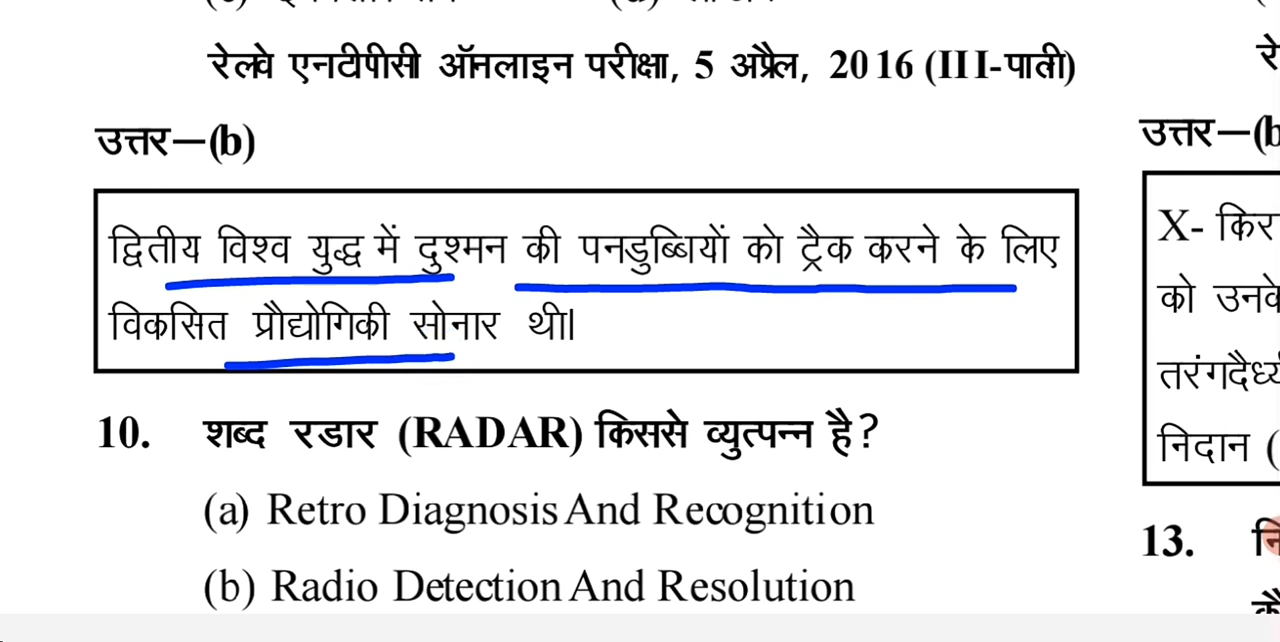 रेलवे एनटीपीसी ऑनलाइन परीक्षा, 5 अप्रैल, 2016 (III-पाली)
उत्तर—(b)
द्वितीय विश्व युद्ध में दुश्मन की पनडुब्बियों को ट्रैक करने के लिए
विकसित प्रौद्योगिकी सोनार थी।
10. शब्द रडार (RADAR) किससे व्युत्पन्न है?
(a) Retro Diagnosis And Recognition
(b) Radio Detection And Resolution
उत्तर—(b
X- किर
को उनके
तरंगदैर्ध्य
निदान (
13.